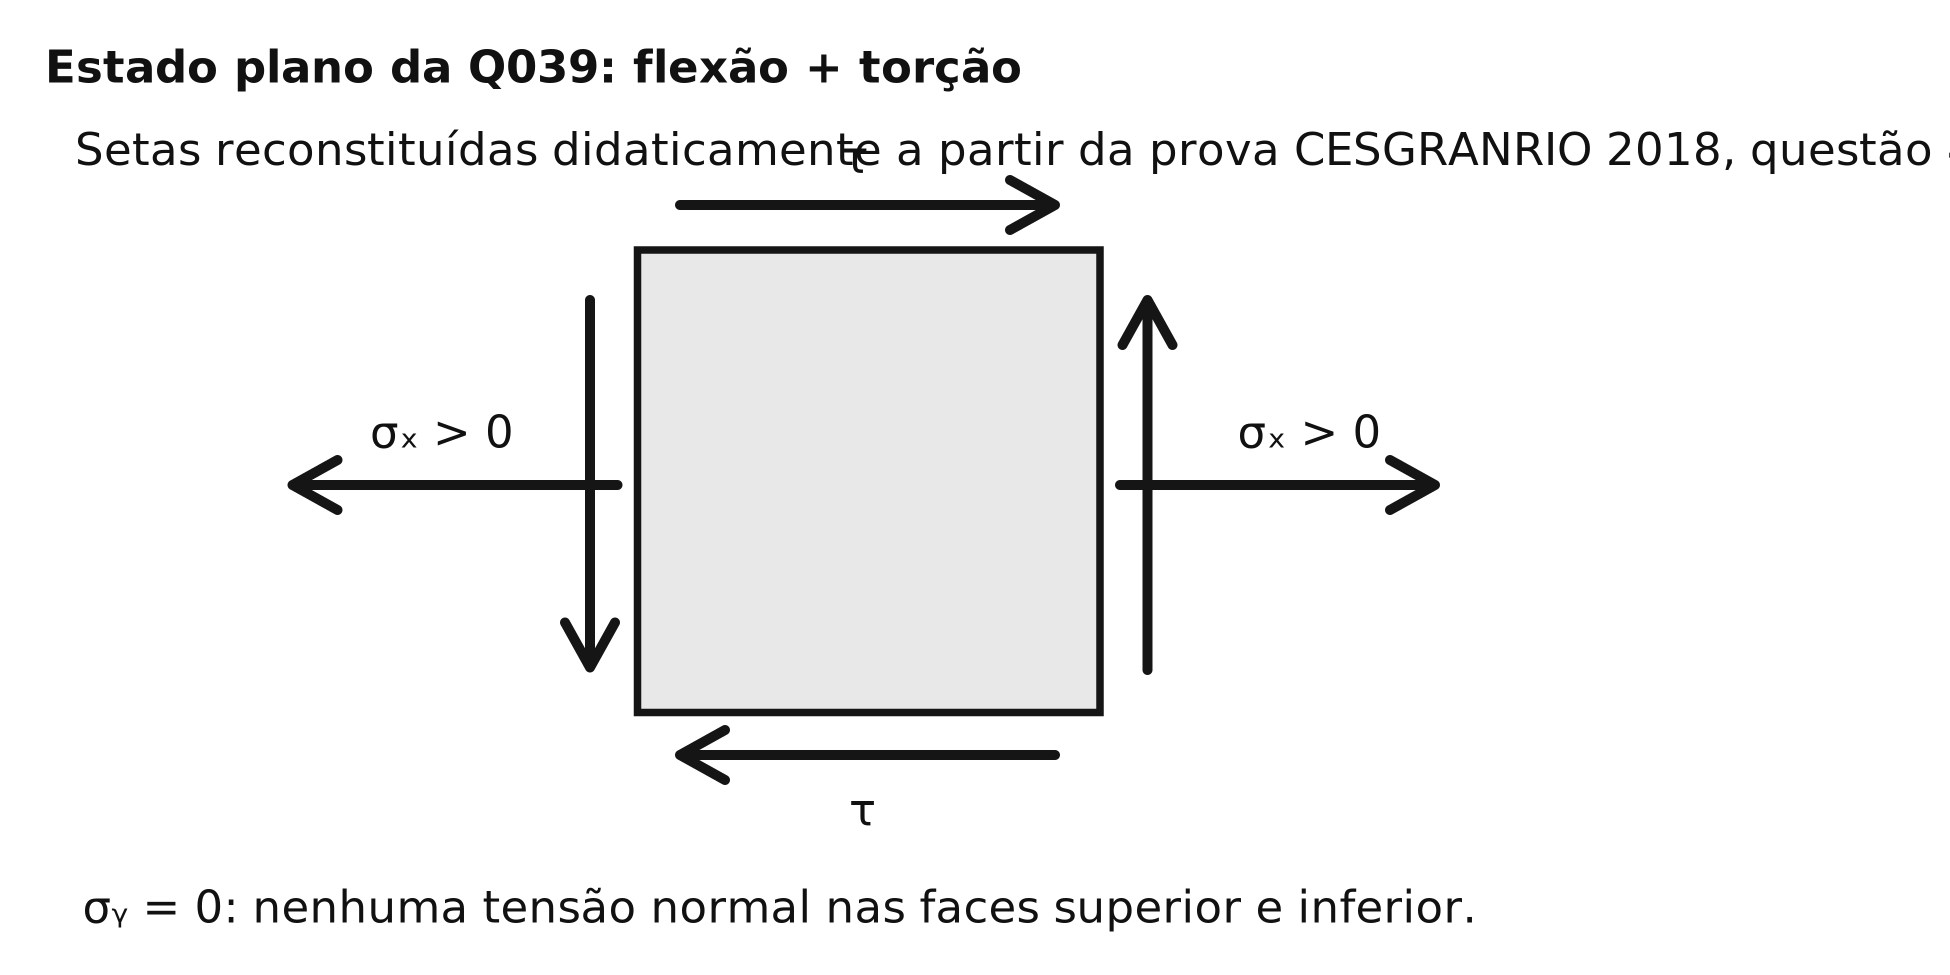 Estado plano da Q039: flexão + torção
Setas reconstituídas didaticamente a partir da prova CESGRANRIO 2018, questão
τ
σₓ > 0
σₓ > 0
τ
σᵧ = 0: nenhuma tensão normal nas faces superior e inferior.